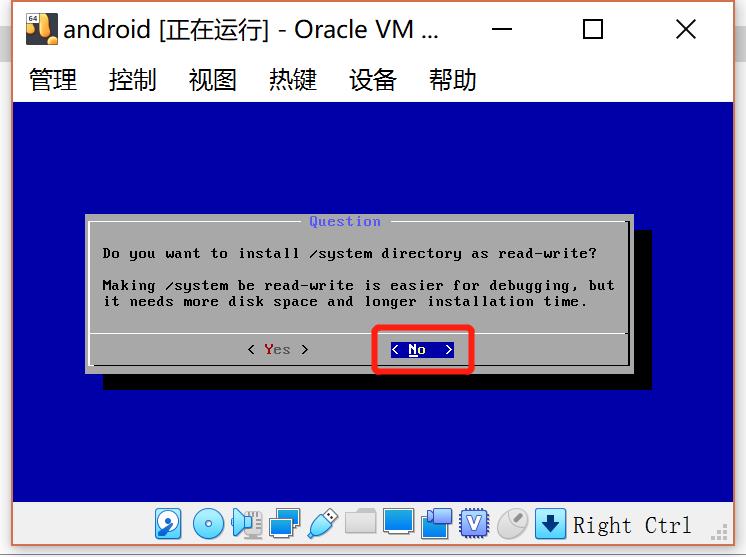 64
android [正在运行] - Oracle VM ...
管理 控制 视图 热键 设备 帮助
Question
Do you want to install /system directory as read-write?
Making /system be read-write is easier for debugging, but
it needs more disk space and longer installation time.
< Yes > < No >
V
Right Ctrl